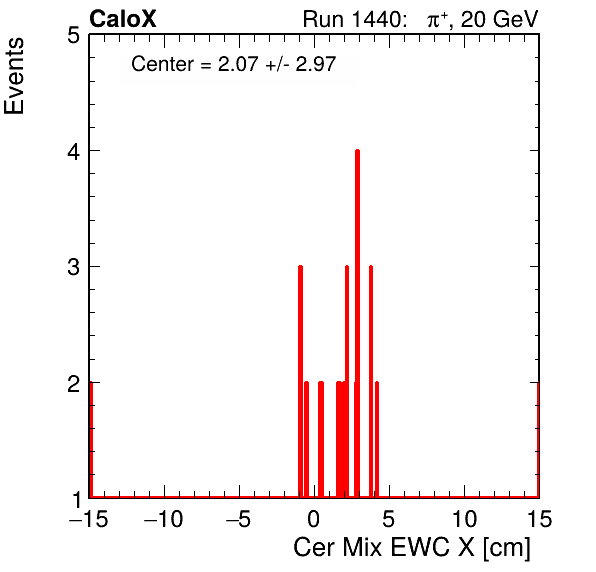 CaloX Run 1440: π⁺, 20 GeV
Center = 2.07 +/- 2.97
Events
5
4
3
2
1
−15 −10 −5 0 5 10 15
Cer Mix EWC X [cm]